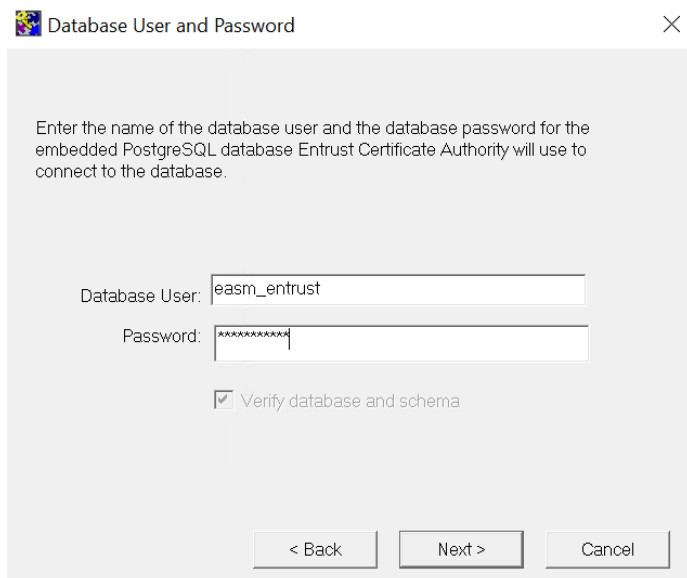 Database User and Password
Enter the name of the database user and the database password for the
embedded PostgreSQL database Entrust Certificate Authority will use to
connect to the database.
Database User: easm_entrust
Password: ***********
Verify database and schema
< Back Next > Cancel